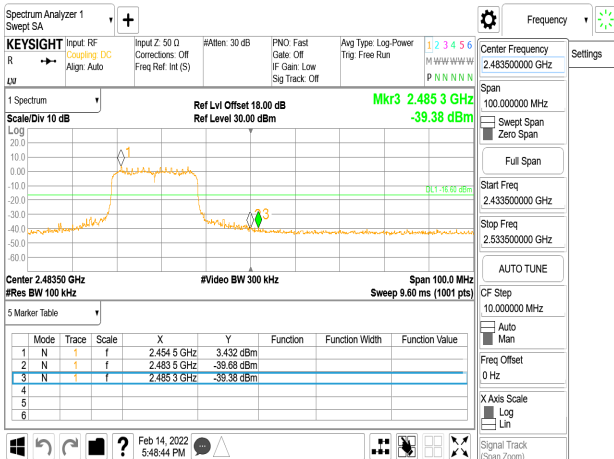 Spectrum Analyzer 1
Swept SA
Frequency
KEYSIGHT
R
Input: RF
Coupling: DC
Align: Auto
Input Z: 50 Ω
Corrections: Off
Freq Ref: Int (S)
#Atten: 30 dB
PNO: Fast
Gate: Off
IF Gain: Low
Sig Track: Off
Avg Type: Log-Power
Trig: Free Run
1 2 3 4 5 6
M W W W W W
P N N N N N
1 Spectrum
Scale/Div 10 dB
Ref Lvl Offset 18.00 dB
Ref Level 30.00 dBm
Mkr3 2.485 3 GHz
-39.38 dBm
Log
20.0
10.0
0.00
-10.0
-20.0
-30.0
-40.0
-50.0
-60.0
1
3
DL1 -16.60 dBm
Center 2.48350 GHz
#Res BW 100 kHz
#Video BW 300 kHz
Span 100.0 MHz
Sweep 9.60 ms (1001 pts)
5 Marker Table
Mode Trace Scale X Y Function Function Width Function Value
1 N 1 f 2.454 5 GHz 3.432 dBm
2 N 1 f 2.483 5 GHz -39.68 dBm
3 N 1 f 2.485 3 GHz -39.38 dBm
4
5
6
Feb 14, 2022
5:48:44 PM
Center Frequency
2.483500000 GHz
Settings
Span
100.000000 MHz
Swept Span
Zero Span
Full Span
Start Freq
2.433500000 GHz
Stop Freq
2.533500000 GHz
AUTO TUNE
CF Step
10.000000 MHz
Auto
Man
Freq Offset
0 Hz
X Axis Scale
Log
Lin
Signal Track
(Span Zoom)